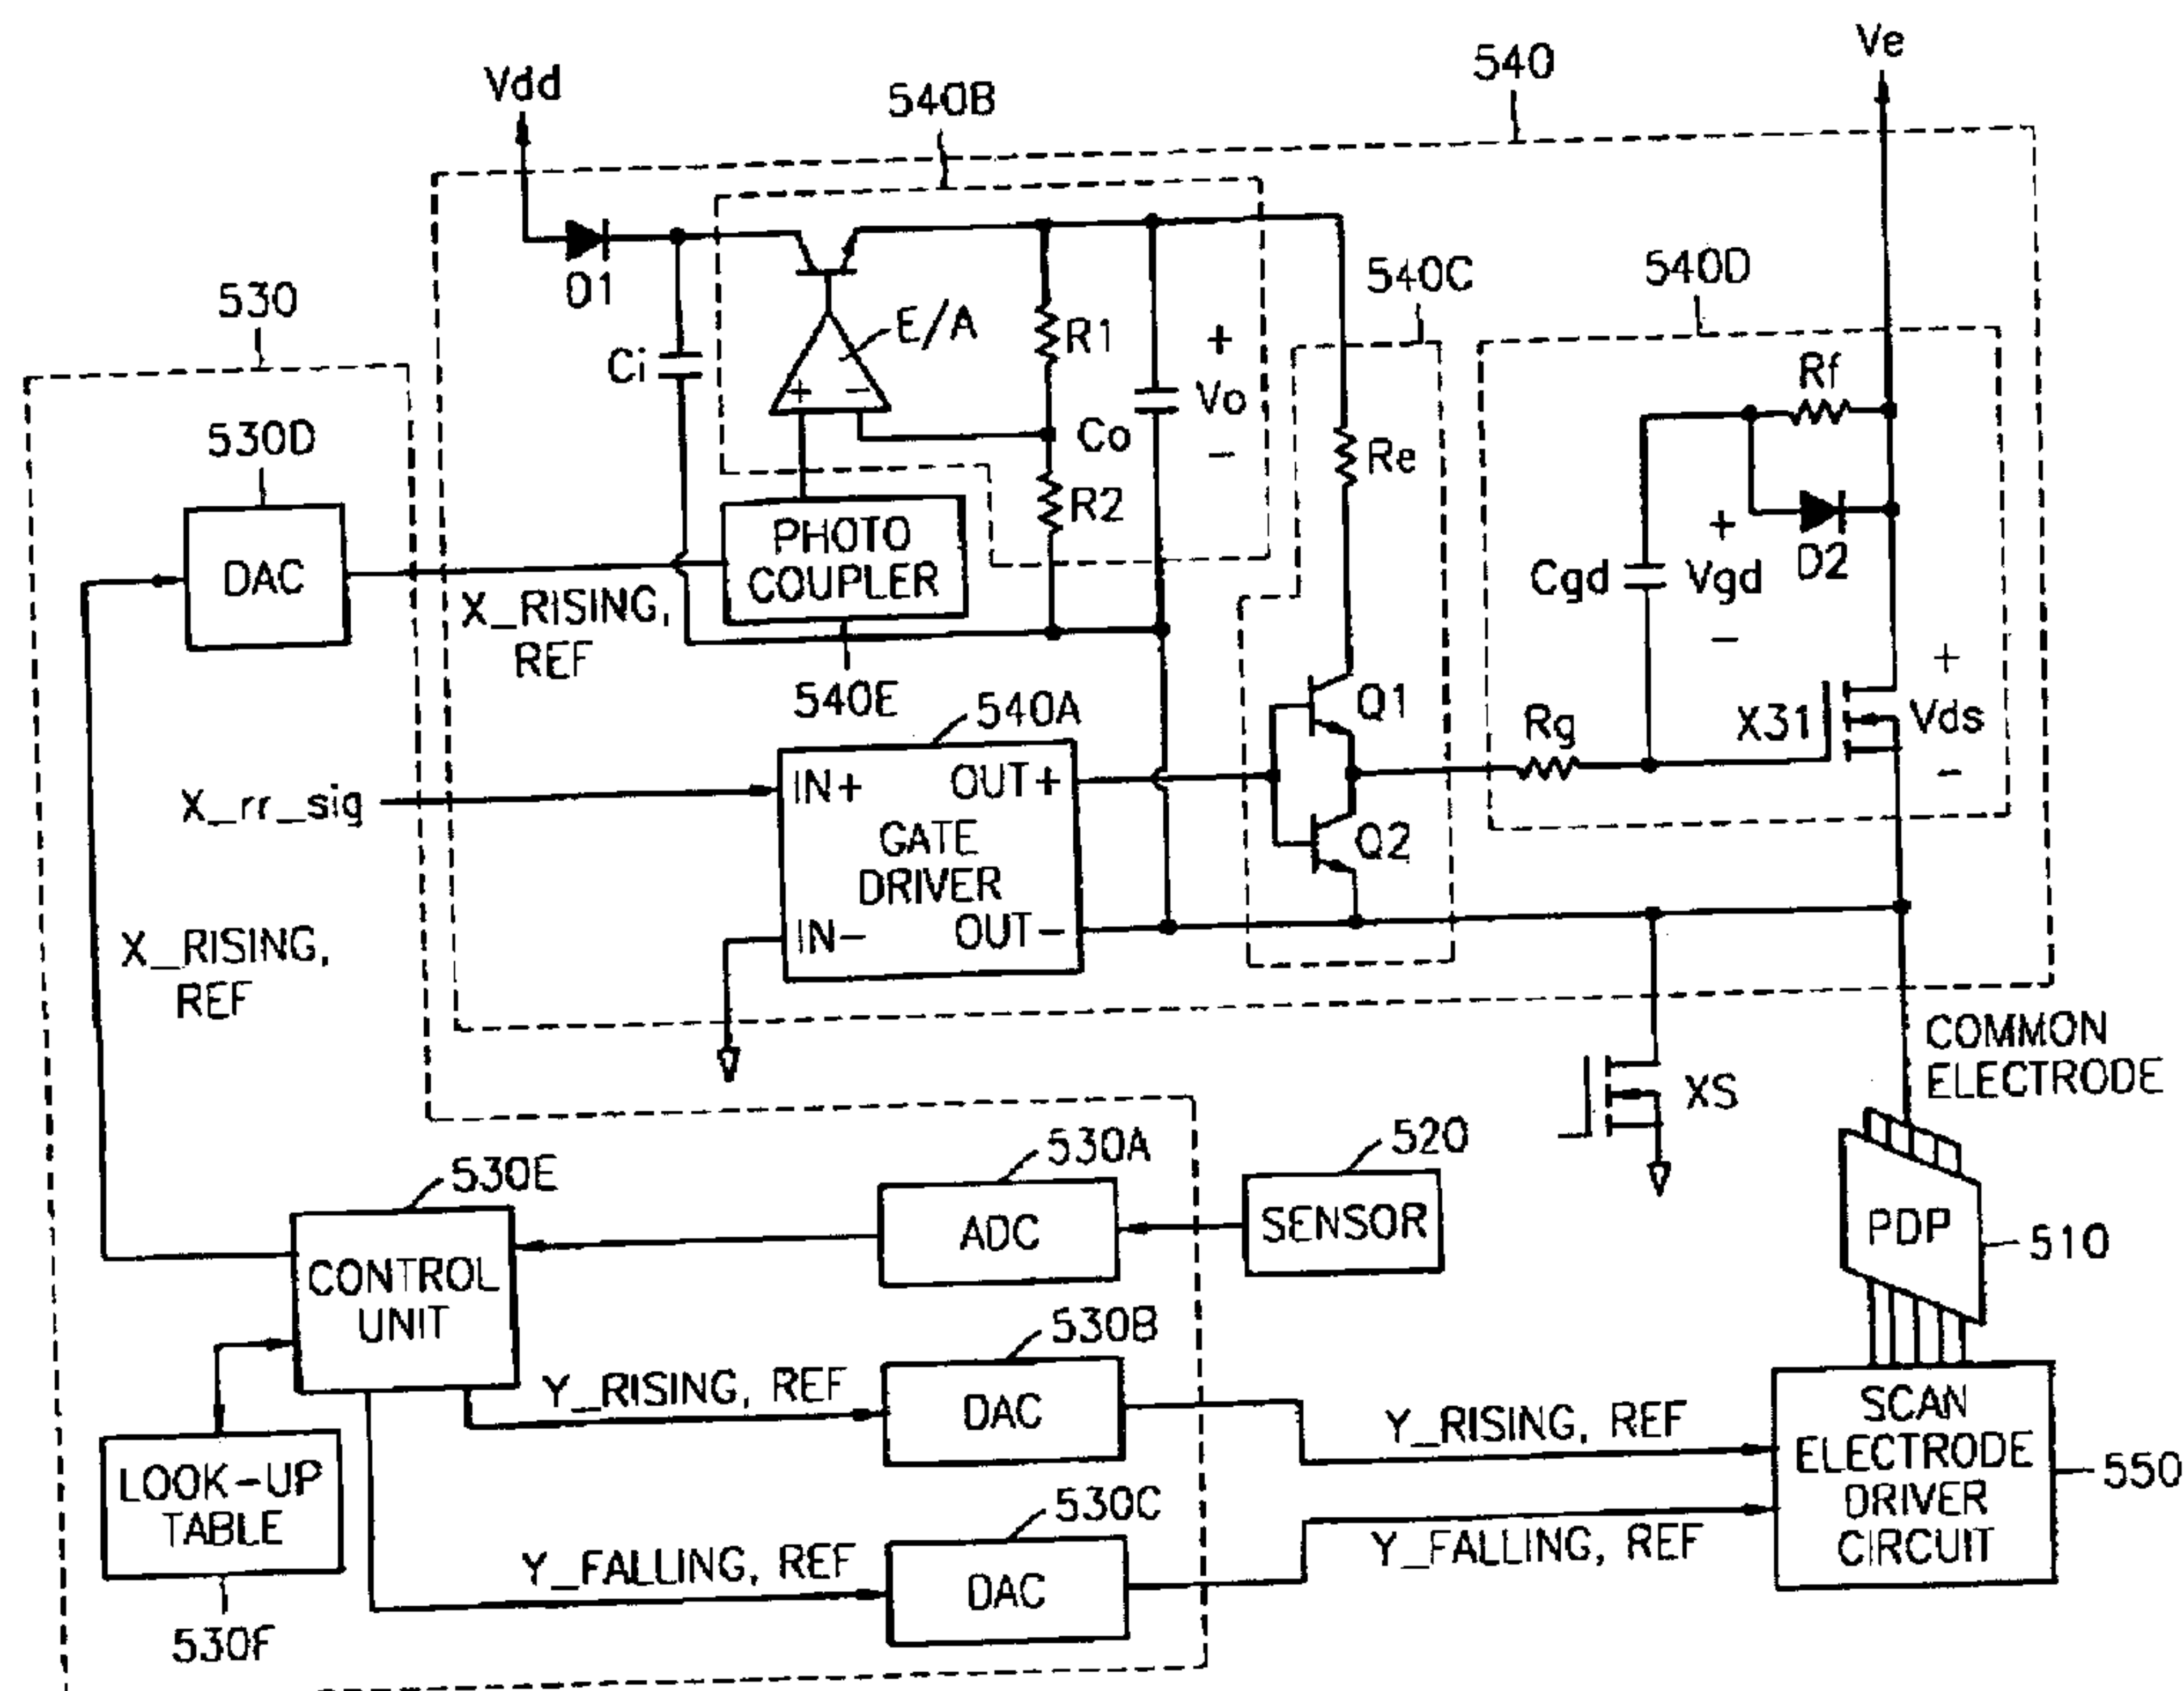 Ve
540
Vdd
540B
540D
540C
530
D1
E/A
R1
+
Rf
Ci
+
−
Vo
530D
Co
−
Re
R2
+
DAC
PHOTO
COUPLER
Cgd
Vgd
D2
X_RISING,
REF
−
+
540E
540A
Q1
Rg
X31
Vds
−
X_rr_sig
IN+
OUT+
GATE
DRIVER
Q2
IN−
OUT−
X_RISING,
REF
COMMON
ELECTRODE
XS
530A
520
530E
ADC
SENSOR
PDP
510
CONTROL
UNIT
530B
Y_RISING, REF
DAC
Y_RISING, REF
SCAN
ELECTRODE
DRIVER
CIRCUIT
550
LOOK-UP
TABLE
530C
Y_FALLING, REF
DAC
Y_FALLING, REF
530F